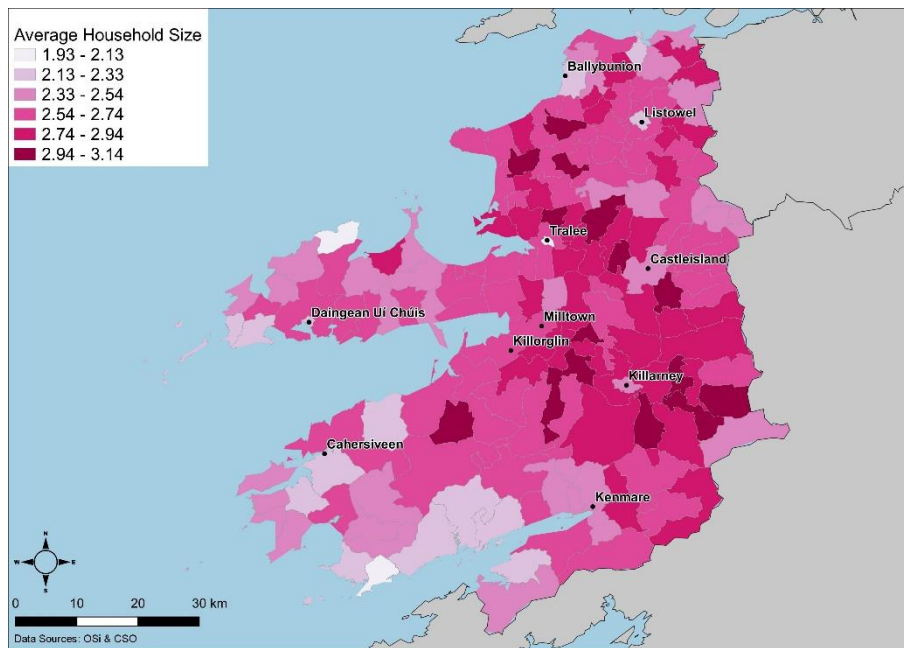 Average Household Size
1.93 - 2.13
2.13 - 2.33
2.33 - 2.54
2.54 - 2.74
2.74 - 2.94
2.94 - 3.14
Ballybunion
Listowel
Tralee
Castleisland
Daingean Uí Chúis
Milltown
Killorglin
Killarney
Cahersiveen
Kenmare
N
W E
S
0 10 20 30 km
Data Sources: OSi & CSO